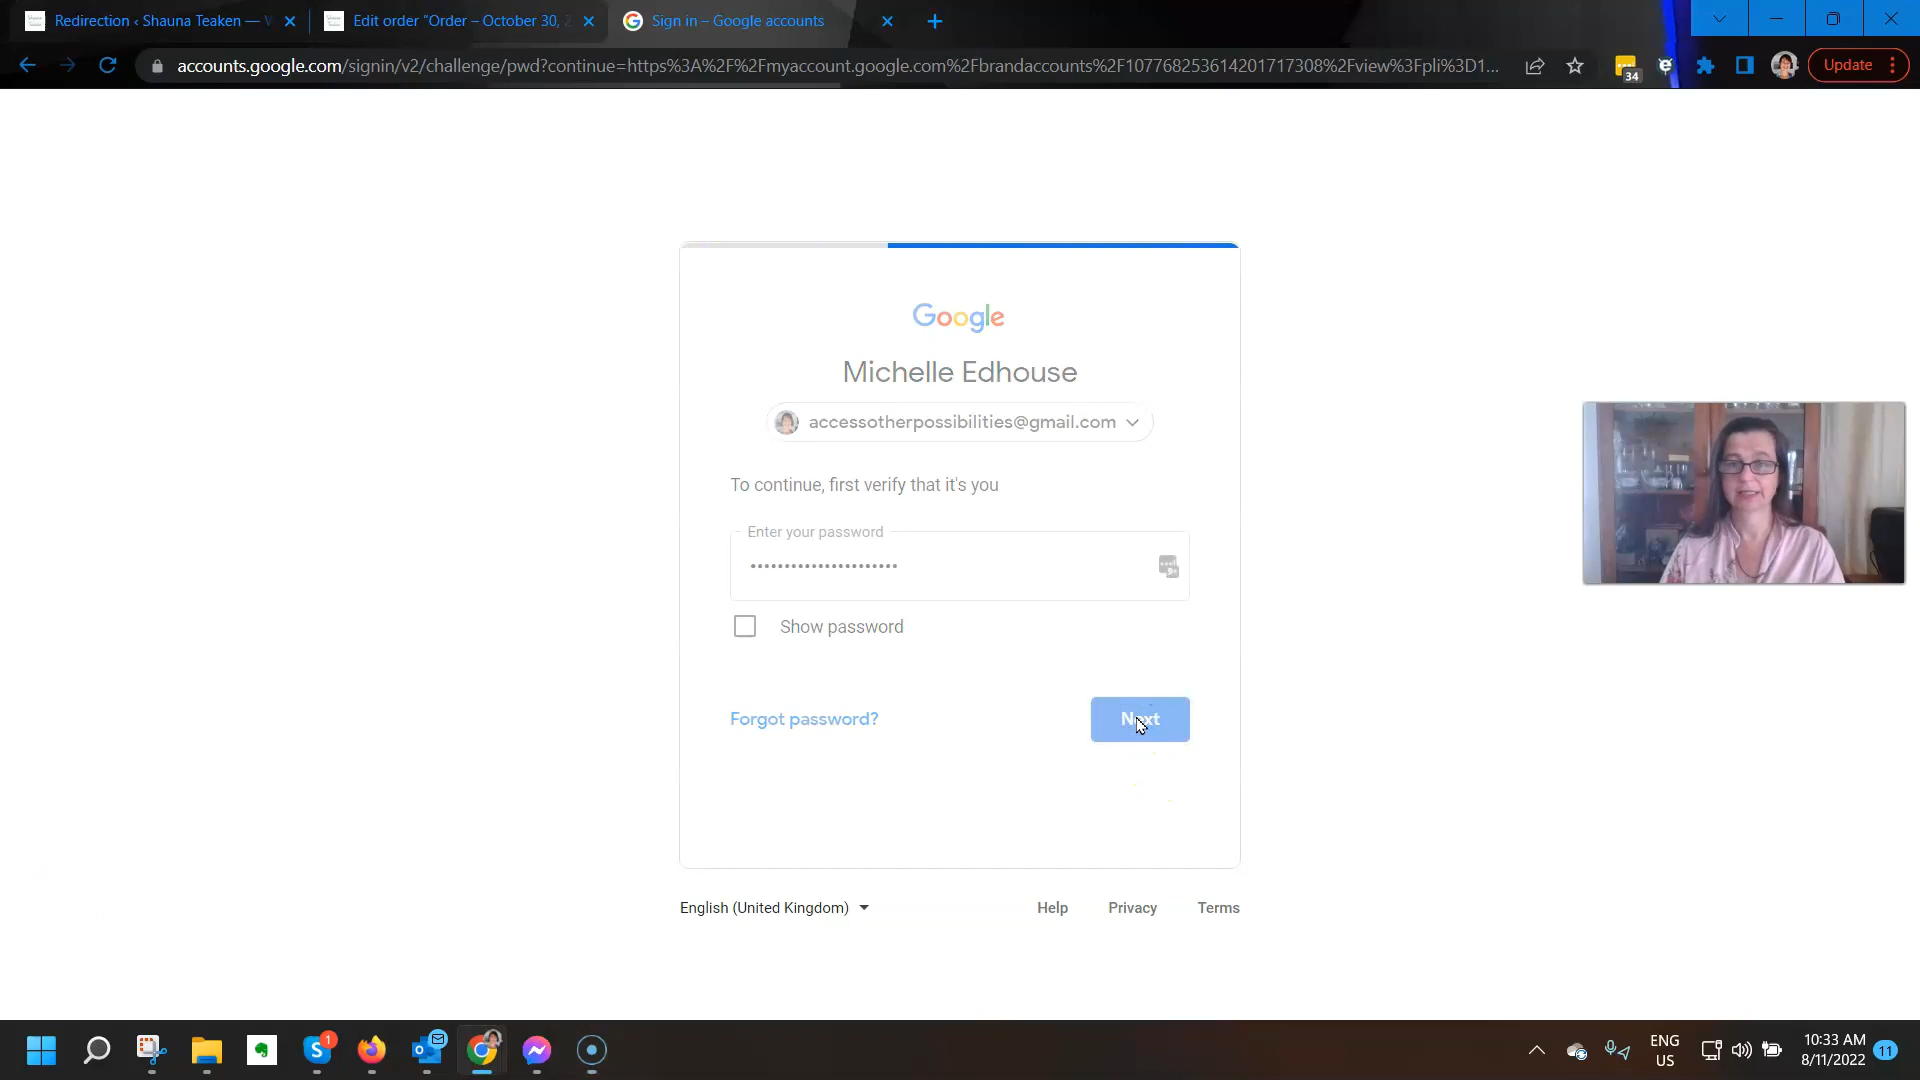 Redirection ‹ Shauna Teaken —
Edit order "Order – October 30,
Sign in – Google accounts
accounts.google.com/signin/v2/challenge/pwd?continue=https%3A%2F%2Fmyaccount.google.com%2Fbrandaccounts%2F107768253614201717308%2Fview%3Fpli%3D1...
34
Update
Google
Michelle Edhouse
accessotherpossibilities@gmail.com
To continue, first verify that it's you
Enter your password
Show password
Forgot password?
Next
English (United Kingdom)
Help
Privacy
Terms
1
ENG
US
10:33 AM
8/11/2022
11